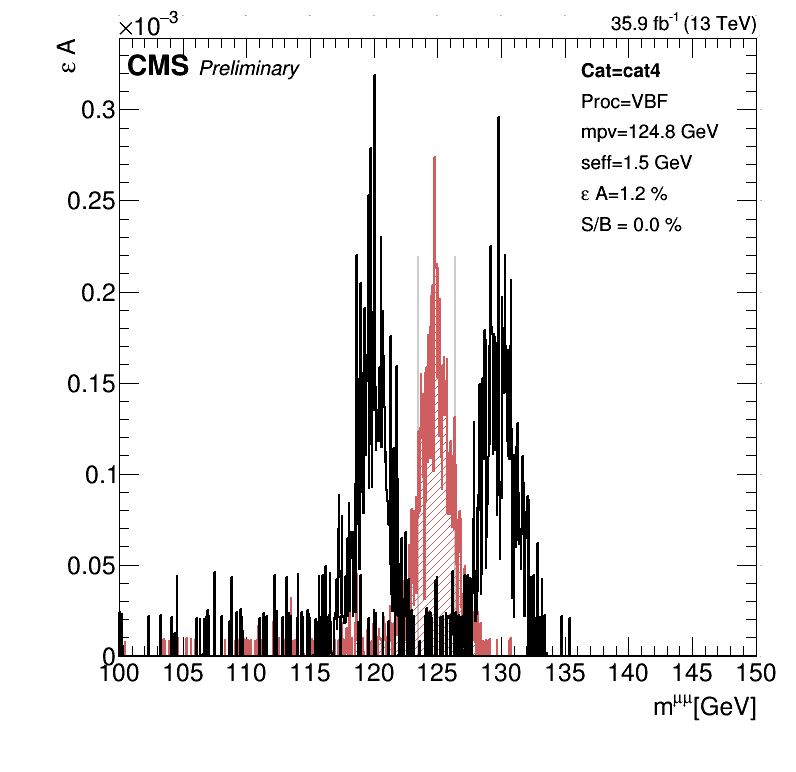 ×10⁻³
35.9 fb⁻¹ (13 TeV)
ε A
CMS Preliminary
Cat=cat4
Proc=VBF
mpv=124.8 GeV
seff=1.5 GeV
ε A=1.2 %
S/B = 0.0 %
0.3
0.25
0.2
0.15
0.1
0.05
0
100 105 110 115 120 125 130 135 140 145 150
m^μμ[GeV]